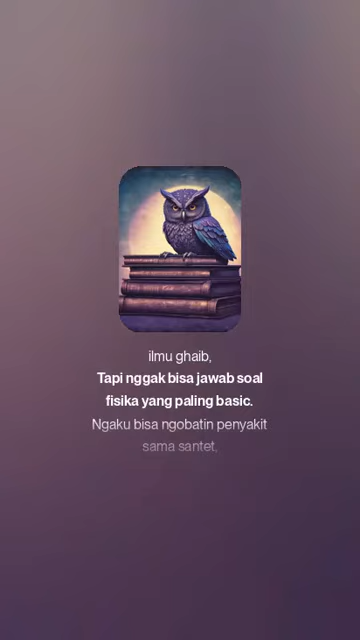 ilmu ghaib,
Tapi nggak bisa jawab soal
fisika yang paling basic.
Ngaku bisa ngobatin penyakit
sama santet,